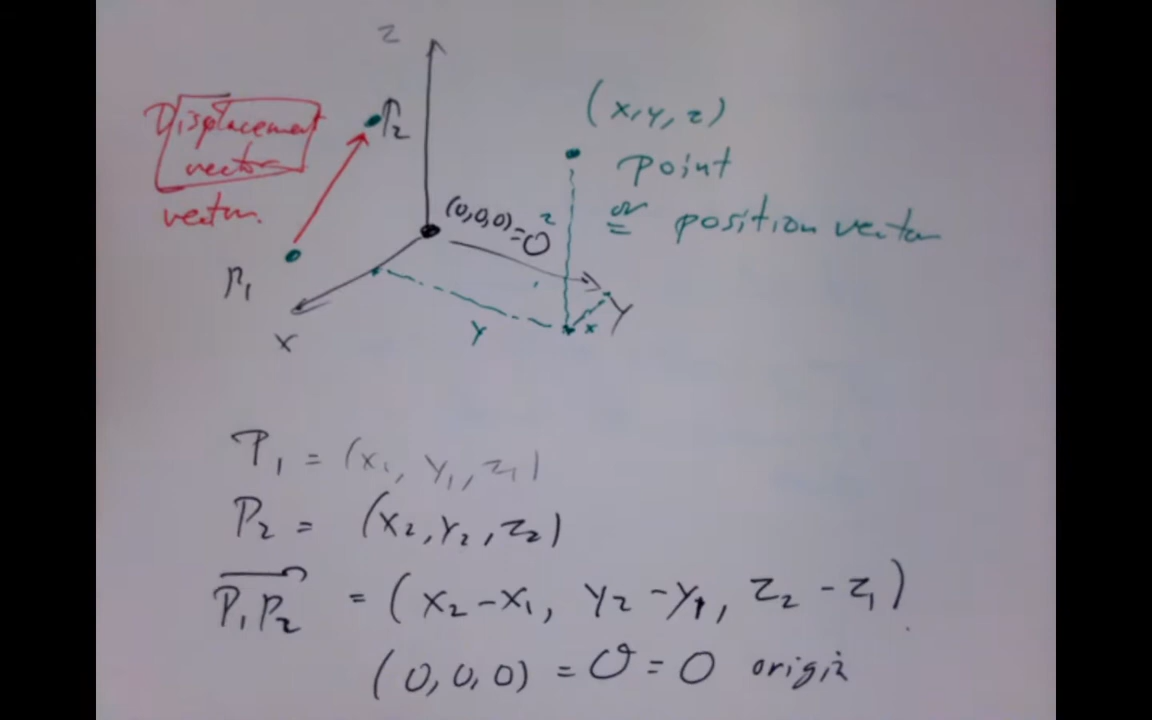 z
(x,y,z)
Displacement
vector
vector.
P₂
point
or position vector
(0,0,0)
=O
z
P₁
x
y
x
y
P₁ = (x₁, y₁, z₁)
P₂ = (x₂, y₂, z₂)
P₁P₂ = (x₂-x₁, y₂-y₁, z₂-z₁)
(0,0,0) = O = 0 origin